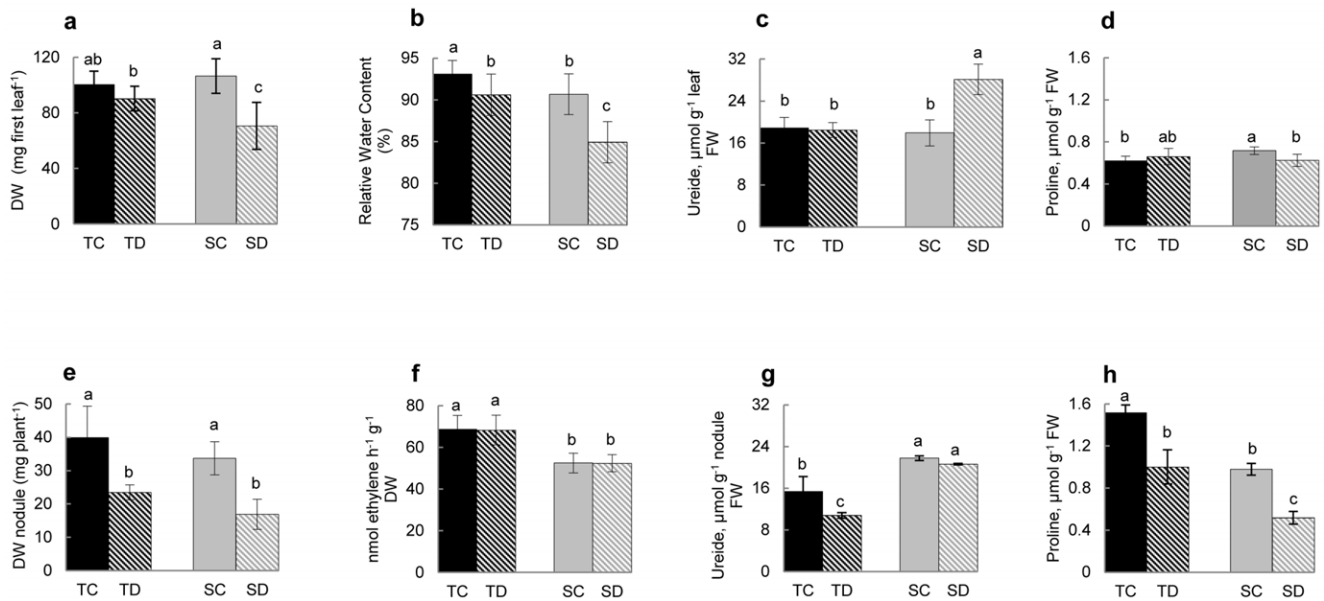 a
DW (mg first leaf⁻¹)
120
80
40
0
ab
b
a
c
TC TD SC SD
b
Relative Water Content
(%)
95
90
85
80
75
a
b
b
c
TC TD SC SD
c
Ureide, µmol g⁻¹ leaf
FW
32
24
16
8
0
b
b
b
a
TC TD SC SD
d
Proline, µmol g⁻¹ FW
1.6
1.2
0.8
0.4
0
b
ab
a
b
TC TD SC SD
e
DW nodule (mg plant⁻¹)
50
40
30
20
10
0
a
b
a
b
TC TD SC SD
f
nmol ethylene h⁻¹ g⁻¹
DW
80
60
40
20
0
a
a
b
b
TC TD SC SD
g
Ureide, µmol g⁻¹ nodule
FW
32
24
16
8
0
b
c
a
a
TC TD SC SD
h
Proline, µmol g⁻¹ FW
1.6
1.2
0.8
0.4
0
a
b
b
c
TC TD SC SD